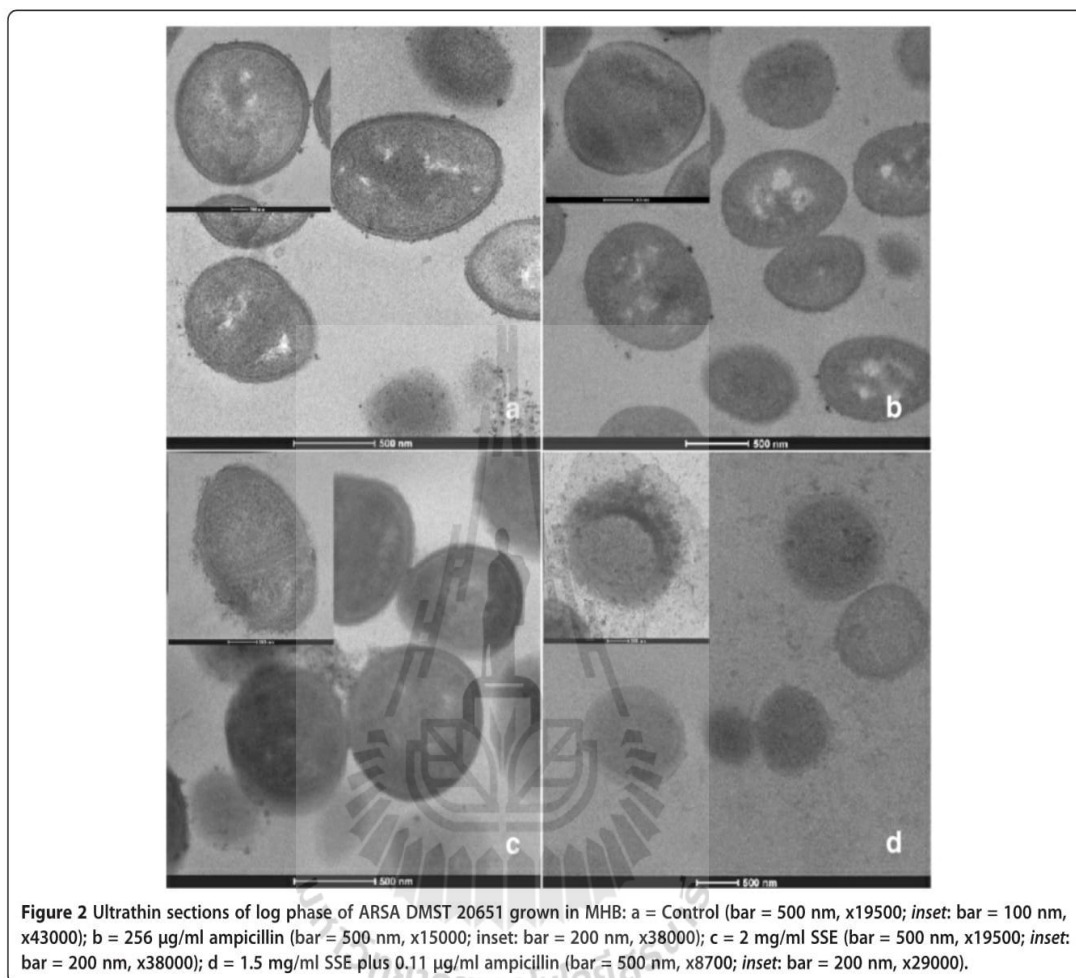 a
500 nm
b
500 nm
c
500 nm
d
500 nm
Figure 2 Ultrathin sections of log phase of ARSA DMST 20651 grown in MHB: a = Control (bar = 500 nm, x19500; inset: bar = 100 nm,
x43000); b = 256 µg/ml ampicillin (bar = 500 nm, x15000; inset: bar = 200 nm, x38000); c = 2 mg/ml SSE (bar = 500 nm, x19500; inset:
bar = 200 nm, x38000); d = 1.5 mg/ml SSE plus 0.11 µg/ml ampicillin (bar = 500 nm, x8700; inset: bar = 200 nm, x29000).